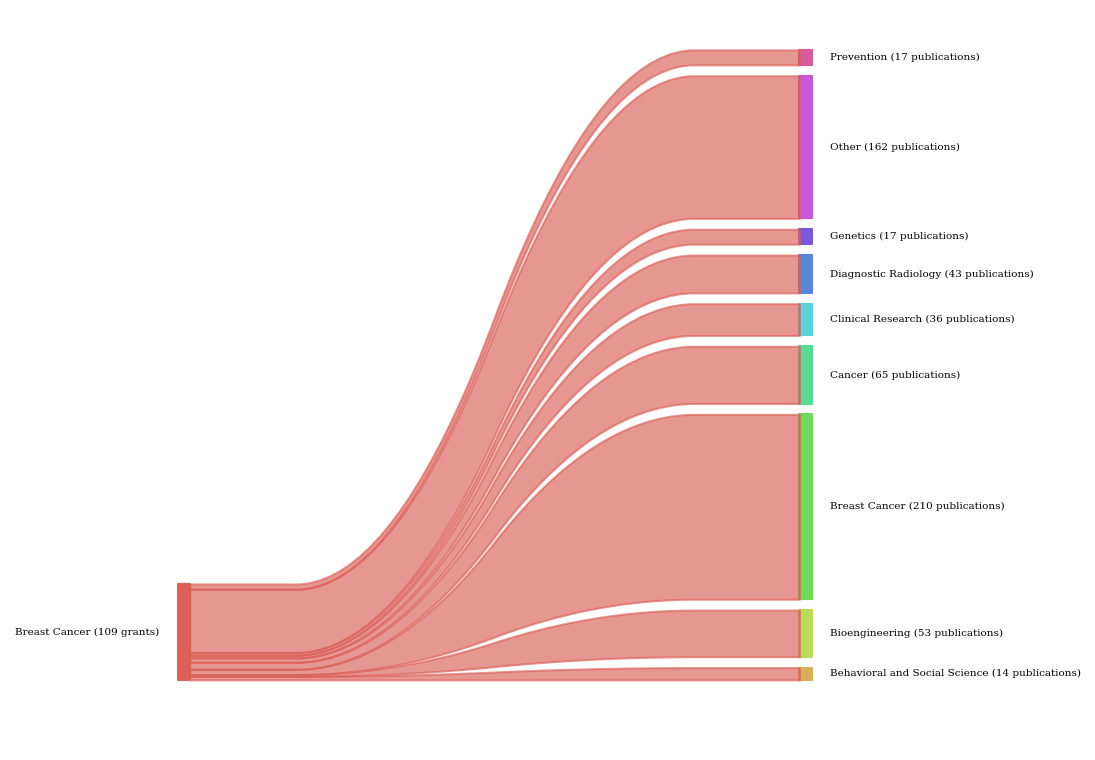 Prevention (17 publications)
Other (162 publications)
Genetics (17 publications)
Diagnostic Radiology (43 publications)
Clinical Research (36 publications)
Cancer (65 publications)
Breast Cancer (210 publications)
Breast Cancer (109 grants)
Bioengineering (53 publications)
Behavioral and Social Science (14 publications)